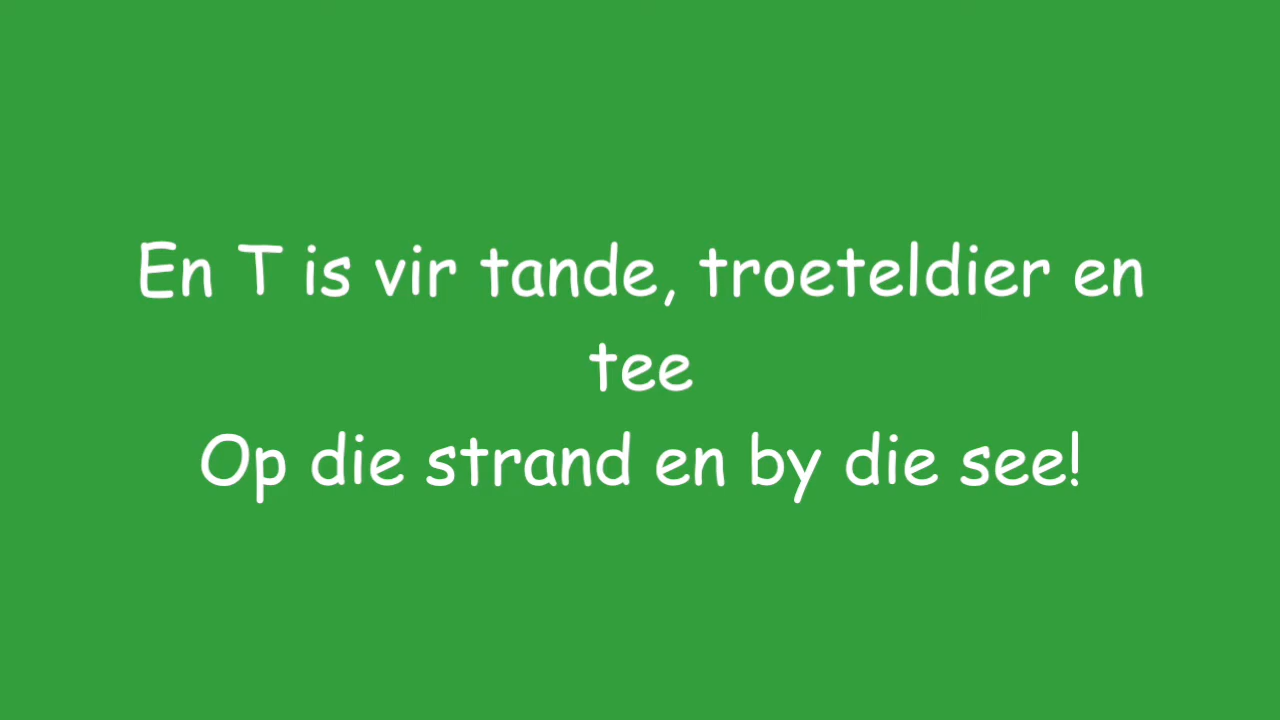 En T is vir tande, troeteldier en
tee
Op die strand en by die see!